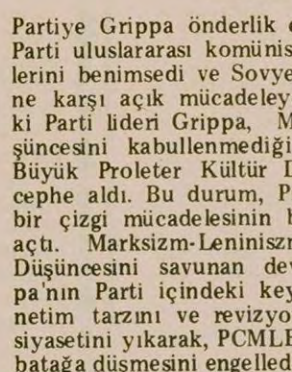 Partiye Grippa önderlik e
Parti uluslararası komünis
lerini benimsedi ve Sovye
ne karşı açık mücadeley
ki Parti lideri Grippa, M
şüncesini kabullenmediği
Büyük Proleter Kültür D
cephe aldı. Bu durum, P
bir çizgi mücadelesinin b
açtı. Marksizm-Leninizm
Düşüncesini savunan dev
pa'nın Parti içindeki key
netim tarzını ve revizyo
siyasetini yıkarak, PCMLB
batağa düşmesini engelled